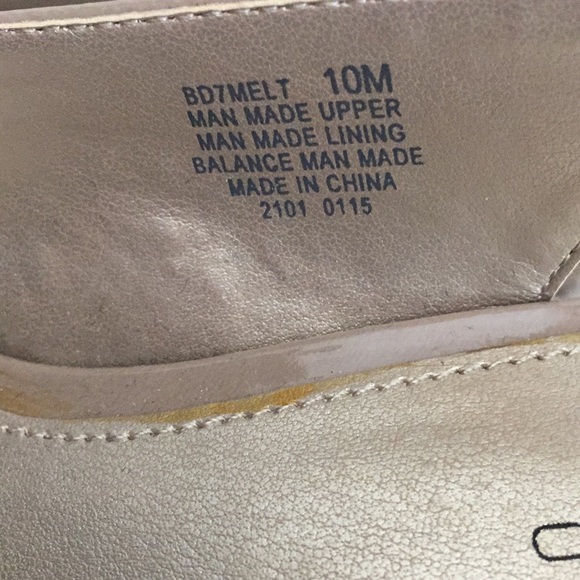 BD7MELT 10M
MAN MADE UPPER
MAN MADE LINING
BALANCE MAN MADE
MADE IN CHINA
2101 0115